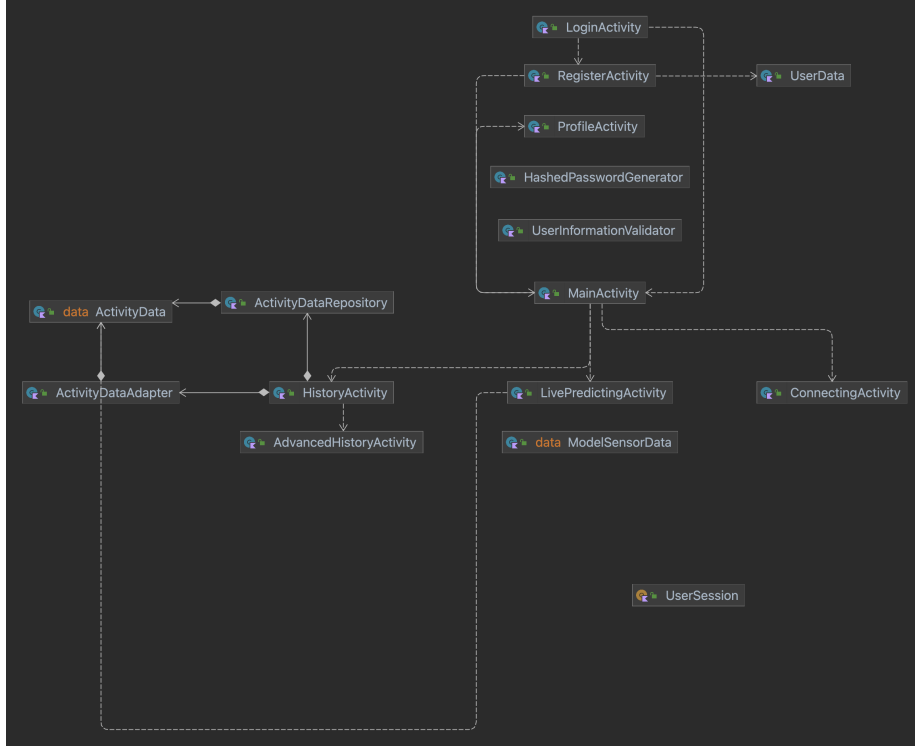 LoginActivity
RegisterActivity
UserData
ProfileActivity
HashedPasswordGenerator
UserInformationValidator
MainActivity
ActivityDataRepository
data ActivityData
ActivityDataAdapter
HistoryActivity
LivePredictingActivity
ConnectingActivity
AdvancedHistoryActivity
data ModelSensorData
UserSession